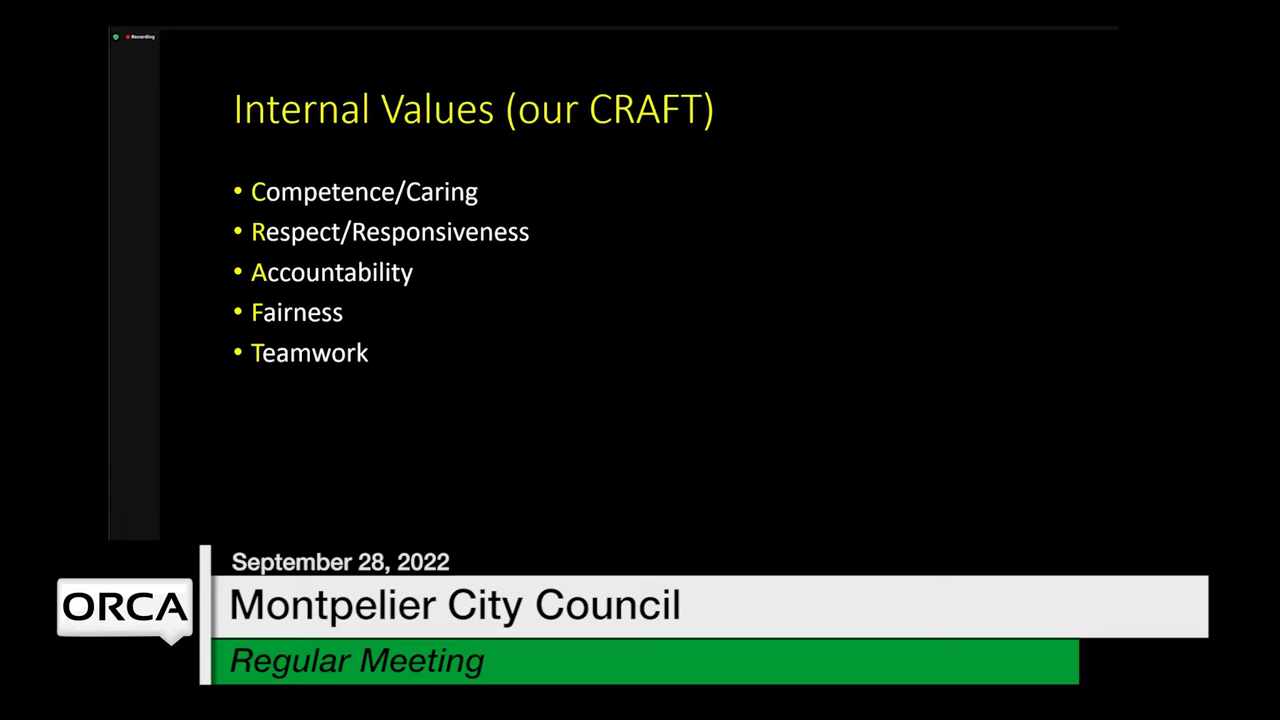 Recording
Internal Values (our CRAFT)
• Competence/Caring
• Respect/Responsiveness
• Accountability
• Fairness
• Teamwork
September 28, 2022
ORCA
Montpelier City Council
Regular Meeting